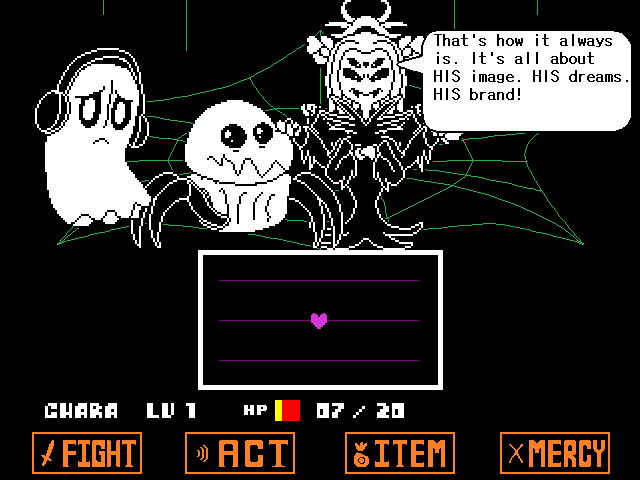 That's how it always
is. It's all about
HIS image. HIS dreams.
HIS brand!
CHARA LV 1 HP 07 / 20
FIGHT ACT ITEM MERCY